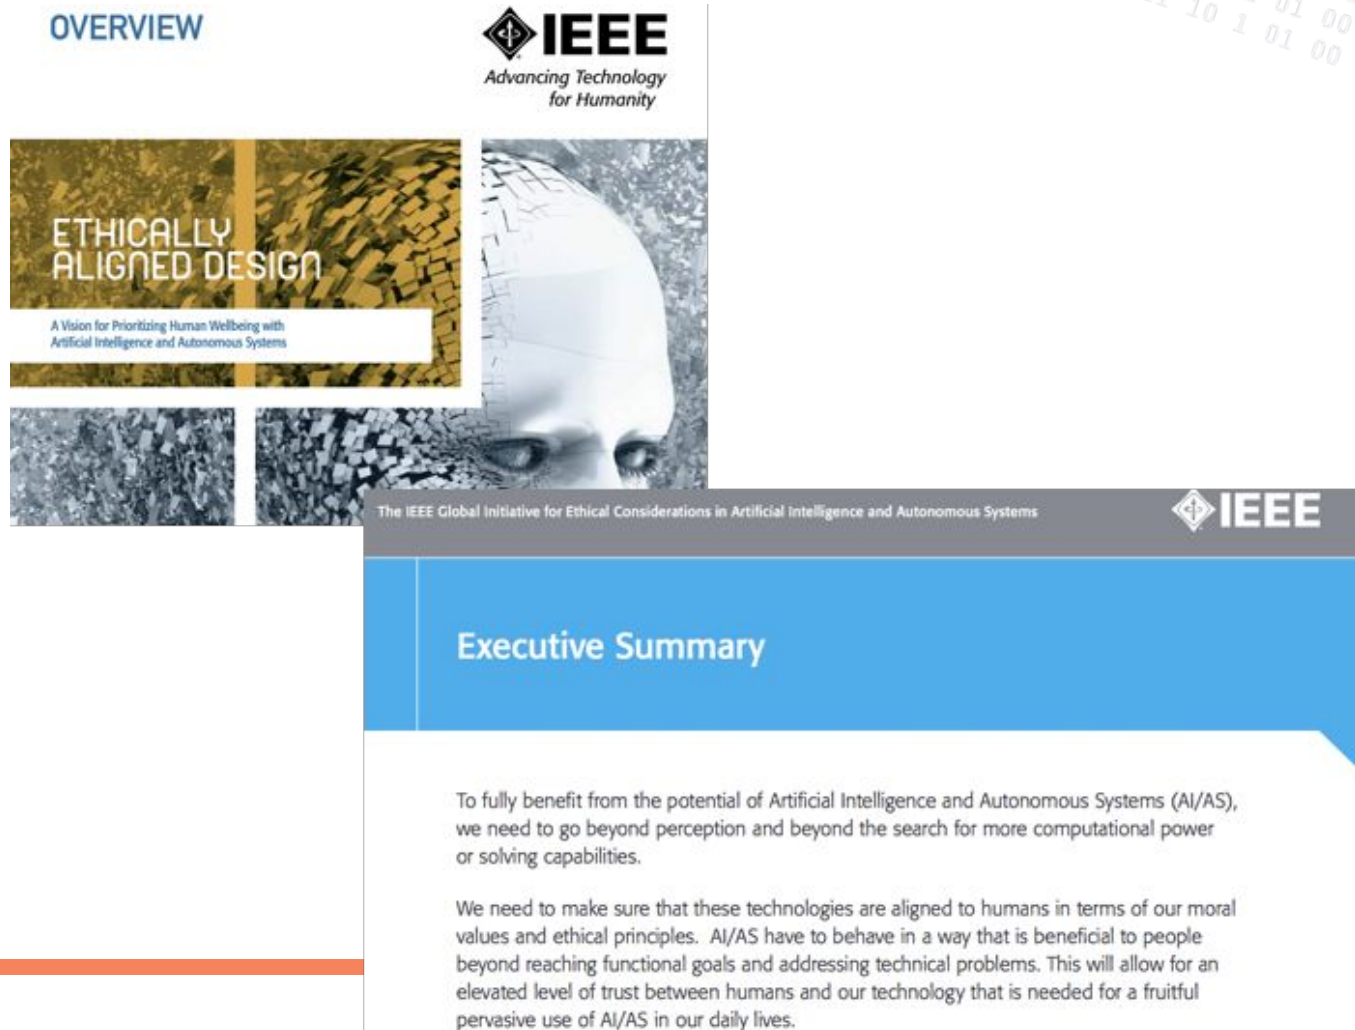 OVERVIEW
IEEE
Advancing Technology
for Humanity
ETHICALLY
ALIGNED DESIGN
A Vision for Prioritizing Human Wellbeing with
Artificial Intelligence and Autonomous Systems
The IEEE Global Initiative for Ethical Considerations in Artificial Intelligence and Autonomous Systems
IEEE
Executive Summary
To fully benefit from the potential of Artificial Intelligence and Autonomous Systems (AI/AS),
we need to go beyond perception and beyond the search for more computational power
or solving capabilities.
We need to make sure that these technologies are aligned to humans in terms of our moral
values and ethical principles. AI/AS have to behave in a way that is beneficial to people
beyond reaching functional goals and addressing technical problems. This will allow for an
elevated level of trust between humans and our technology that is needed for a fruitful
pervasive use of AI/AS in our daily lives.
10 1 01 00